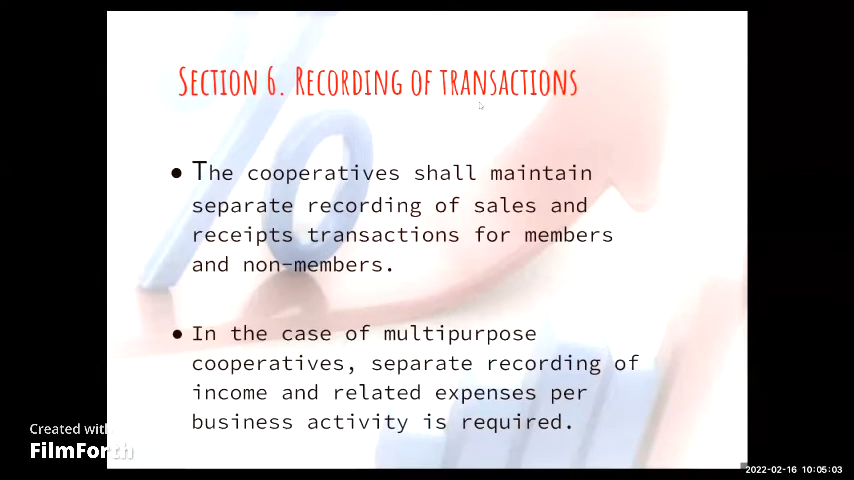 Section 6. Recording of transactions
● The cooperatives shall maintain
separate recording of sales and
receipts transactions for members
and non-members.
● In the case of multipurpose
cooperatives, separate recording of
income and related expenses per
business activity is required.
Created with
FilmForth
2022-02-16 10:05:03